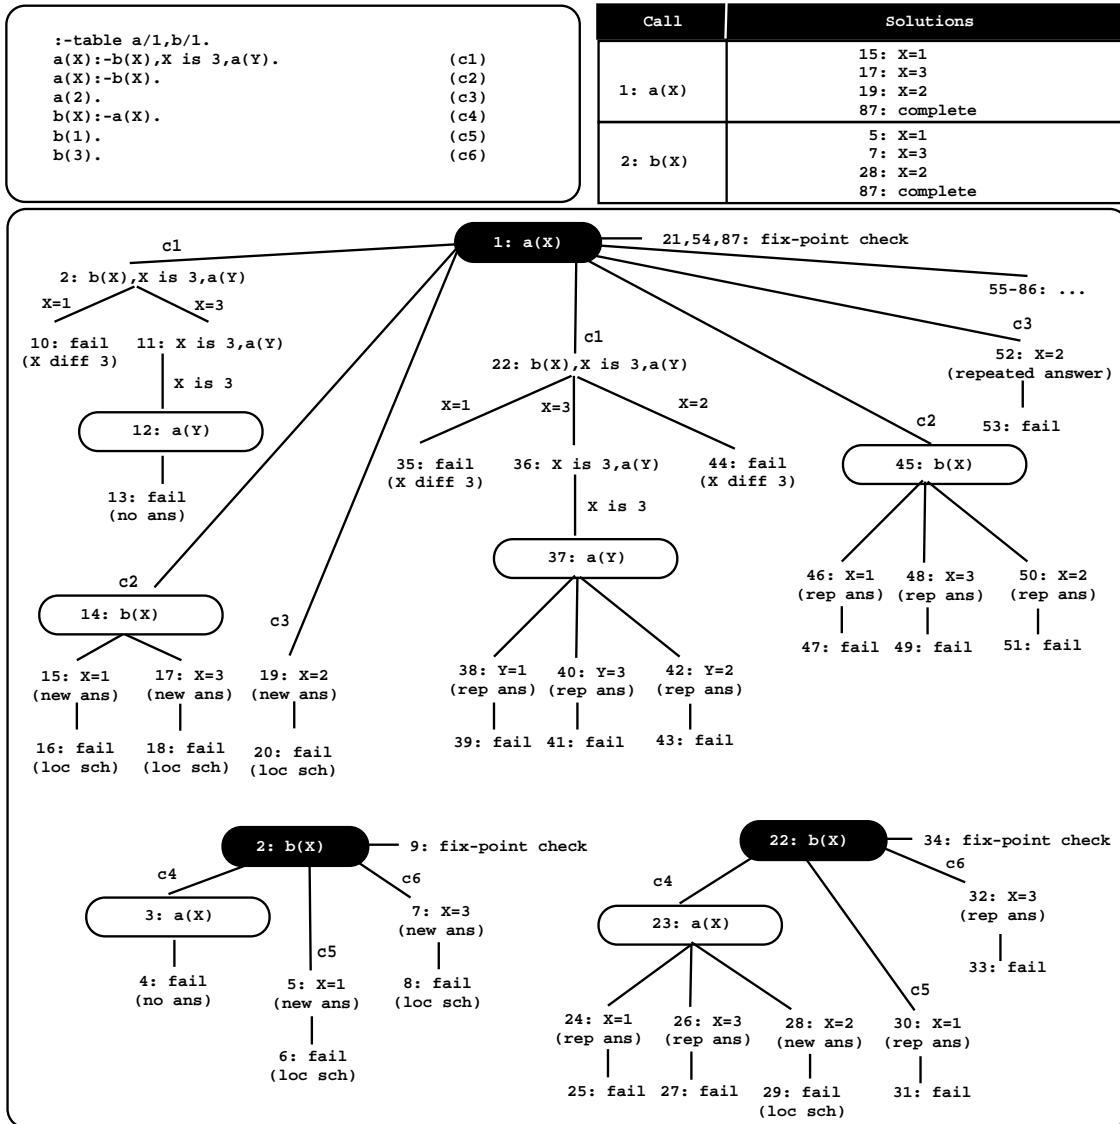 :-table a/1,b/1.
a(X):-b(X),X is 3,a(Y). (c1)
a(X):-b(X). (c2)
a(2). (c3)
b(X):-a(X). (c4)
b(1). (c5)
b(3). (c6)
Call Solutions
1: a(X)
15: X=1
17: X=3
19: X=2
87: complete
2: b(X)
5: X=1
7: X=3
28: X=2
87: complete
1: a(X)
21,54,87: fix-point check
c1
2: b(X),X is 3,a(Y)
X=1 X=3
10: fail
(X diff 3)
11: X is 3,a(Y)
X is 3
12: a(Y)
13: fail
(no ans)
c2
14: b(X)
15: X=1
(new ans)
16: fail
(loc sch)
17: X=3
(new ans)
18: fail
(loc sch)
c3
19: X=2
(new ans)
20: fail
(loc sch)
c1
22: b(X),X is 3,a(Y)
X=1 X=3 X=2
35: fail
(X diff 3)
36: X is 3,a(Y)
X is 3
37: a(Y)
38: Y=1
(rep ans)
39: fail
40: Y=3
(rep ans)
41: fail
42: Y=2
(rep ans)
43: fail
44: fail
(X diff 3)
c2
45: b(X)
46: X=1
(rep ans)
47: fail
48: X=3
(rep ans)
49: fail
50: X=2
(rep ans)
51: fail
c3
52: X=2
(repeated answer)
53: fail
55-86: ...
2: b(X)
9: fix-point check
c4
3: a(X)
4: fail
(no ans)
c5
5: X=1
(new ans)
6: fail
(loc sch)
c6
7: X=3
(new ans)
8: fail
(loc sch)
22: b(X)
34: fix-point check
c4
23: a(X)
24: X=1
(rep ans)
25: fail
26: X=3
(rep ans)
27: fail
28: X=2
(new ans)
29: fail
(loc sch)
c5
30: X=1
(rep ans)
31: fail
c6
32: X=3
(rep ans)
33: fail